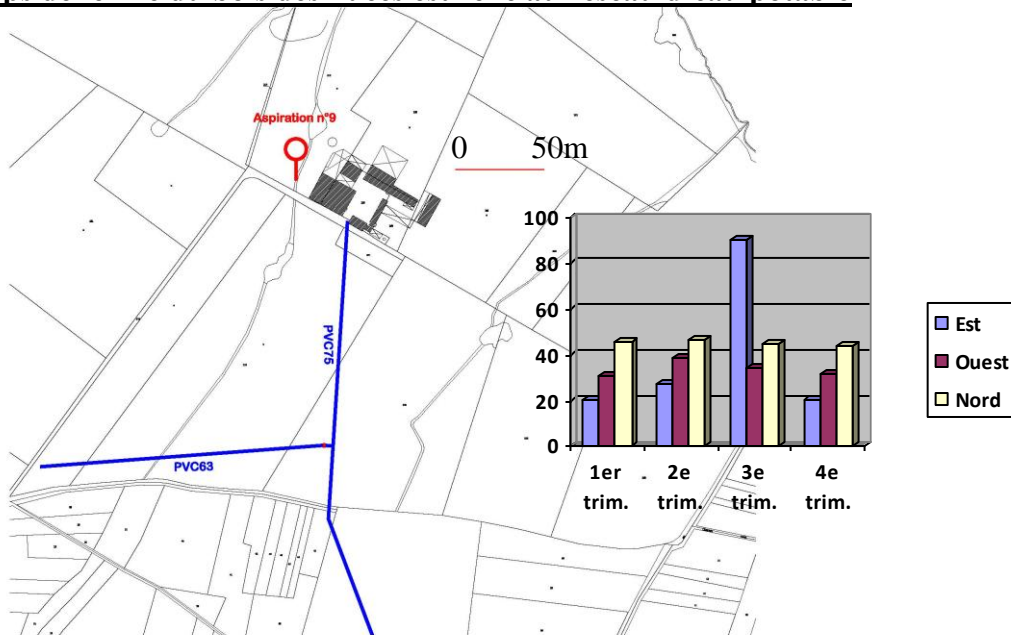 Aspiration n°9
0 50m
PVC75
PVC63
100
80
60
40
20
0
1er trim.
2e trim.
3e trim.
4e trim.
Est
Ouest
Nord